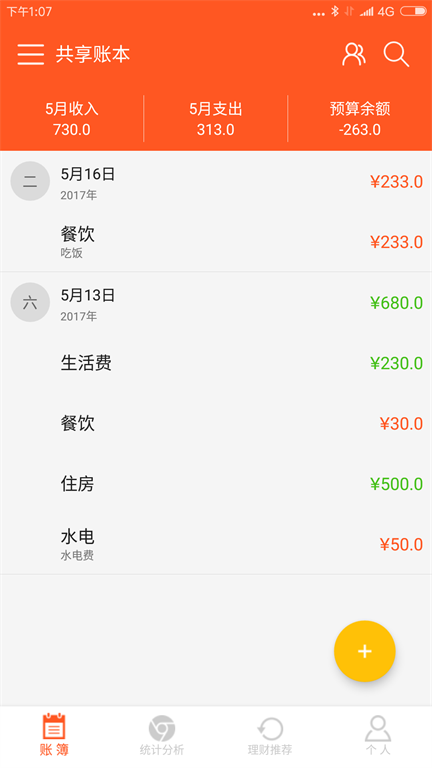 下午1:07
4G
共享账本
5月收入
5月支出
预算余额
730.0
313.0
-263.0
二
5月16日
¥233.0
2017年
餐饮
¥233.0
吃饭
六
5月13日
¥680.0
2017年
生活费
¥230.0
餐饮
¥30.0
住房
¥500.0
水电
¥50.0
水电费
账 簿
统计分析
理财推荐
个 人